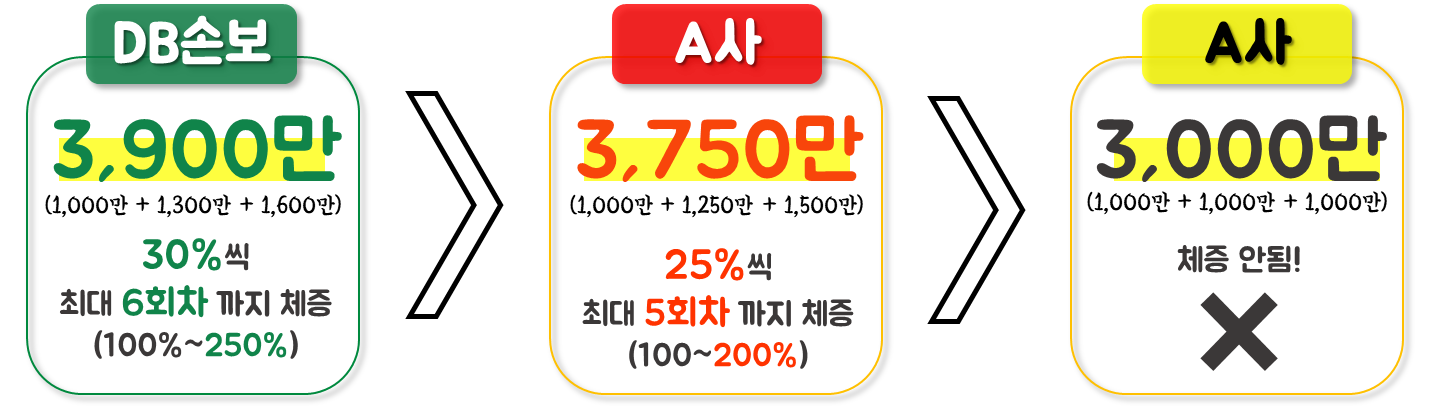 DB손보
3,900만
(1,000만 + 1,300만 + 1,600만)
30%씩
최대 6회차 까지 체증
(100%~250%)
A사
3,750만
(1,000만 + 1,250만 + 1,500만)
25%씩
최대 5회차 까지 체증
(100~200%)
A사
3,000만
(1,000만 + 1,000만 + 1,000만)
체증 안됨!